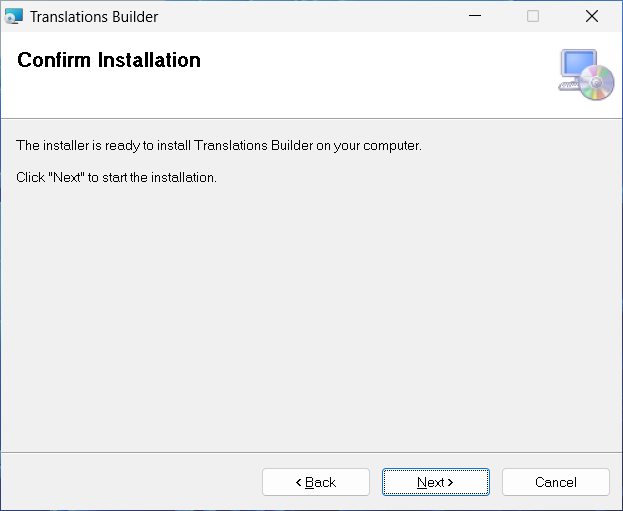 Translations Builder
Confirm Installation
The installer is ready to install Translations Builder on your computer.
Click "Next" to start the installation.
< Back
Next >
Cancel